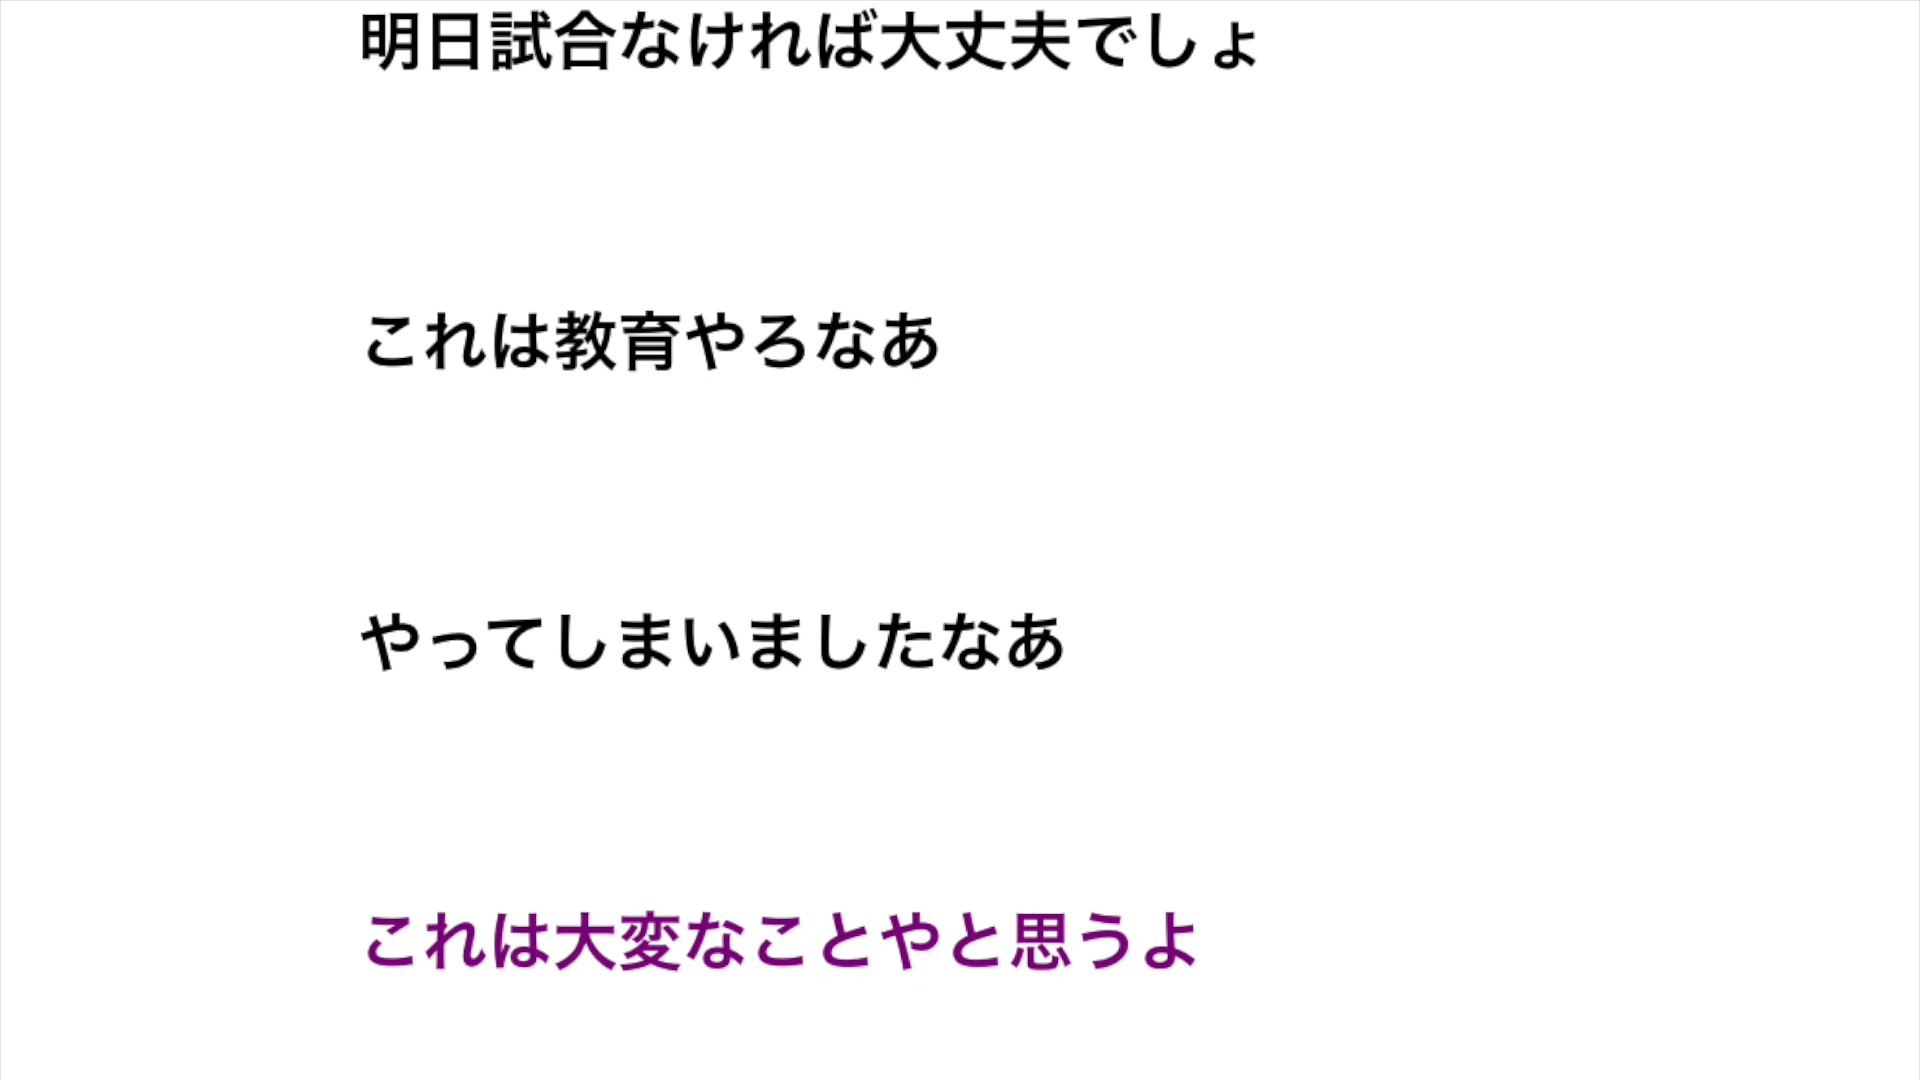 明日試合なければ大丈夫でしょ
これは教育やろなあ
やってしまいましたなあ
これは大変なことやと思うよ